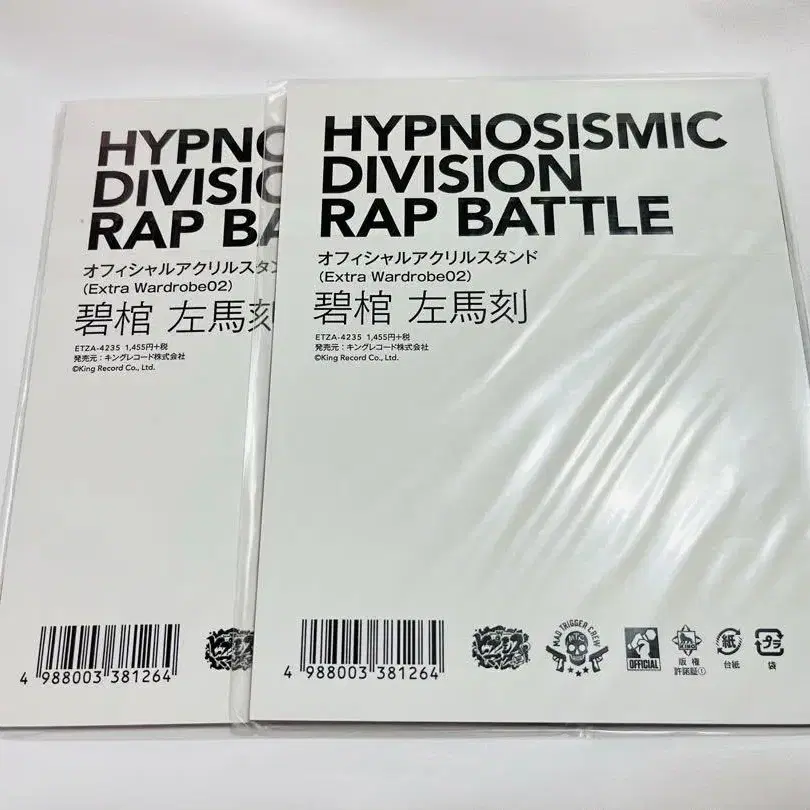 HYPNO
DIVISIO
RAP BA
オフィシャルアクリルスタン
(Extra Wardrobe02)
碧棺 左馬刻
ETZA-4235 1,455円+税
発売元：キングレコード株式会社
©King Record Co., Ltd.
4 988003 381264
HYPNOSISMIC
DIVISION
RAP BATTLE
オフィシャルアクリルスタンド
(Extra Wardrobe02)
碧棺 左馬刻
ETZA-4235 1,455円+税
発売元：キングレコード株式会社
©King Record Co., Ltd.
4 988003 381264
MAD TRIGGER CREW
OFFICIAL
KING
版権
許諾証①
紙
台紙
プラ
袋